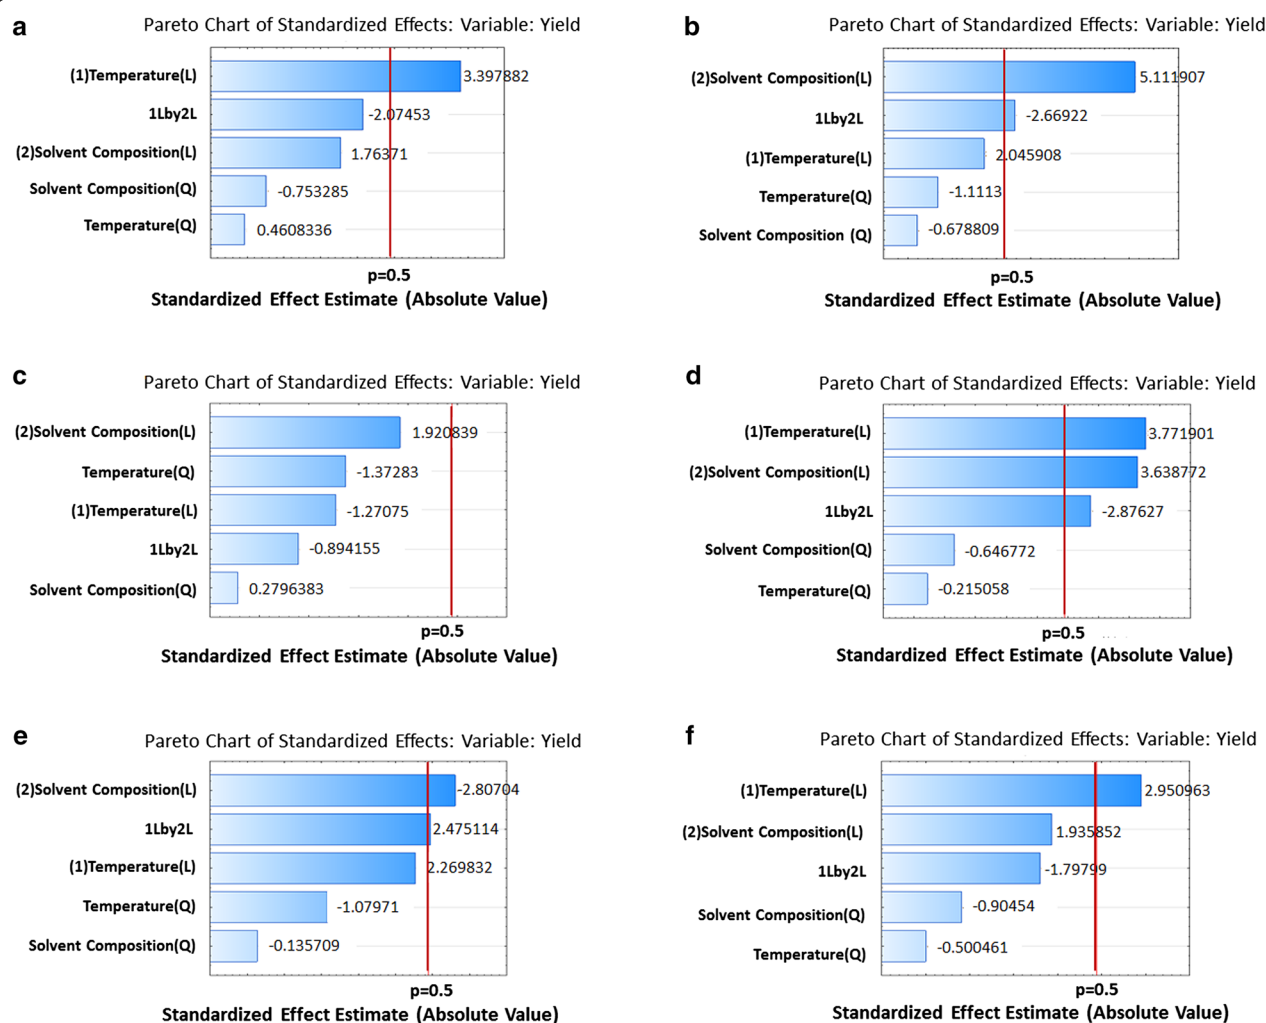 a
Pareto Chart of Standardized Effects: Variable: Yield
(1)Temperature(L)
3.397882
1Lby2L
-2.07453
(2)Solvent Composition(L)
1.76371
Solvent Composition(Q)
-0.753285
Temperature(Q)
0.4608336
p=0.5
Standardized Effect Estimate (Absolute Value)
b
Pareto Chart of Standardized Effects: Variable: Yield
(2)Solvent Composition(L)
5.111907
1Lby2L
-2.66922
(1)Temperature(L)
2.045908
Temperature(Q)
-1.1113
Solvent Composition (Q)
-0.678809
p=0.5
Standardized Effect Estimate (Absolute Value)
c
Pareto Chart of Standardized Effects: Variable: Yield
(2)Solvent Composition(L)
1.920839
Temperature(Q)
-1.37283
(1)Temperature(L)
-1.27075
1Lby2L
-0.894155
Solvent Composition(Q)
0.2796383
p=0.5
Standardized Effect Estimate (Absolute Value)
d
Pareto Chart of Standardized Effects: Variable: Yield
(1)Temperature(L)
3.771901
(2)Solvent Composition(L)
3.638772
1Lby2L
-2.87627
Solvent Composition(Q)
-0.646772
Temperature(Q)
-0.215058
p=0.5
Standardized Effect Estimate (Absolute Value)
e
Pareto Chart of Standardized Effects: Variable: Yield
(2)Solvent Composition(L)
-2.80704
1Lby2L
2.475114
(1)Temperature(L)
2.269832
Temperature(Q)
-1.07971
Solvent Composition(Q)
-0.135709
p=0.5
Standardized Effect Estimate (Absolute Value)
f
Pareto Chart of Standardized Effects: Variable: Yield
(1)Temperature(L)
2.950963
(2)Solvent Composition(L)
1.935852
1Lby2L
-1.79799
Solvent Composition(Q)
-0.90454
Temperature(Q)
-0.500461
p=0.5
Standardized Effect Estimate (Absolute Value)